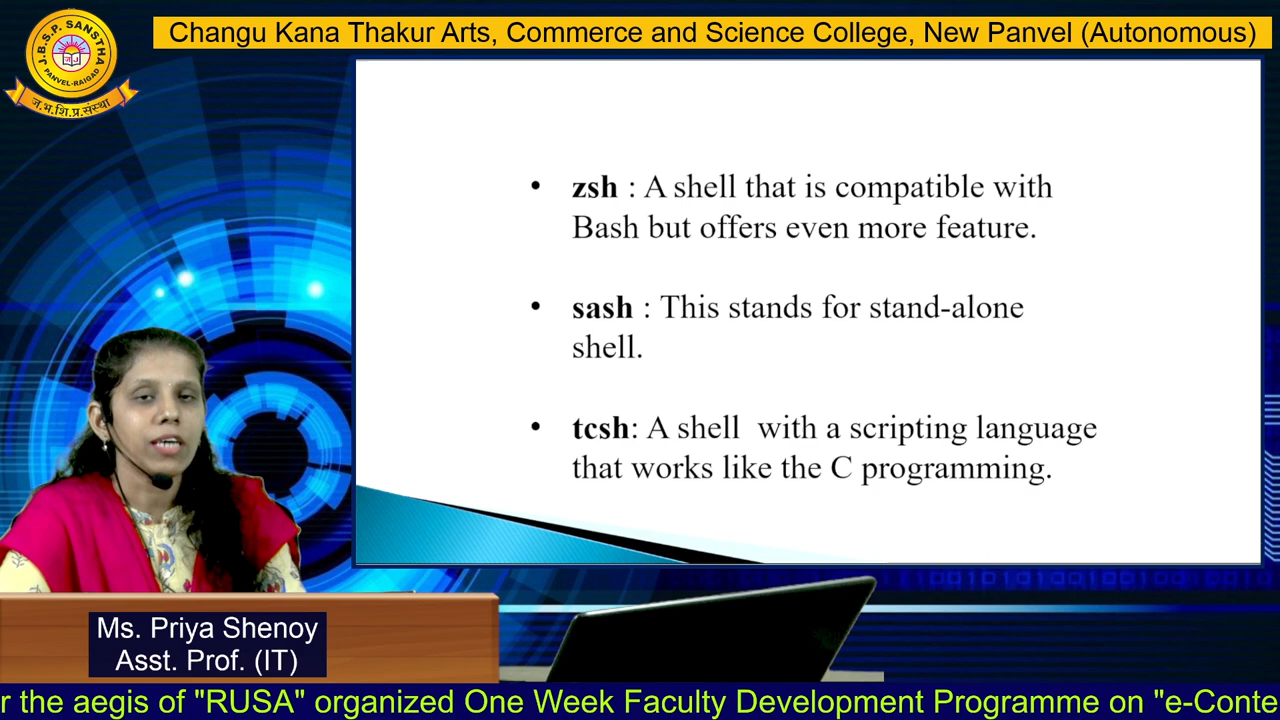 Changu Kana Thakur Arts, Commerce and Science College, New Panvel (Autonomous)
J.B.S.P. SANSTHA
PANVEL-RAIGAD
ज.भ.शि.प्र.संस्था
• zsh : A shell that is compatible with
Bash but offers even more feature.
• sash : This stands for stand-alone
shell.
• tcsh: A shell with a scripting language
that works like the C programming.
Ms. Priya Shenoy
Asst. Prof. (IT)
r the aegis of "RUSA" organized One Week Faculty Development Programme on "e-Conte